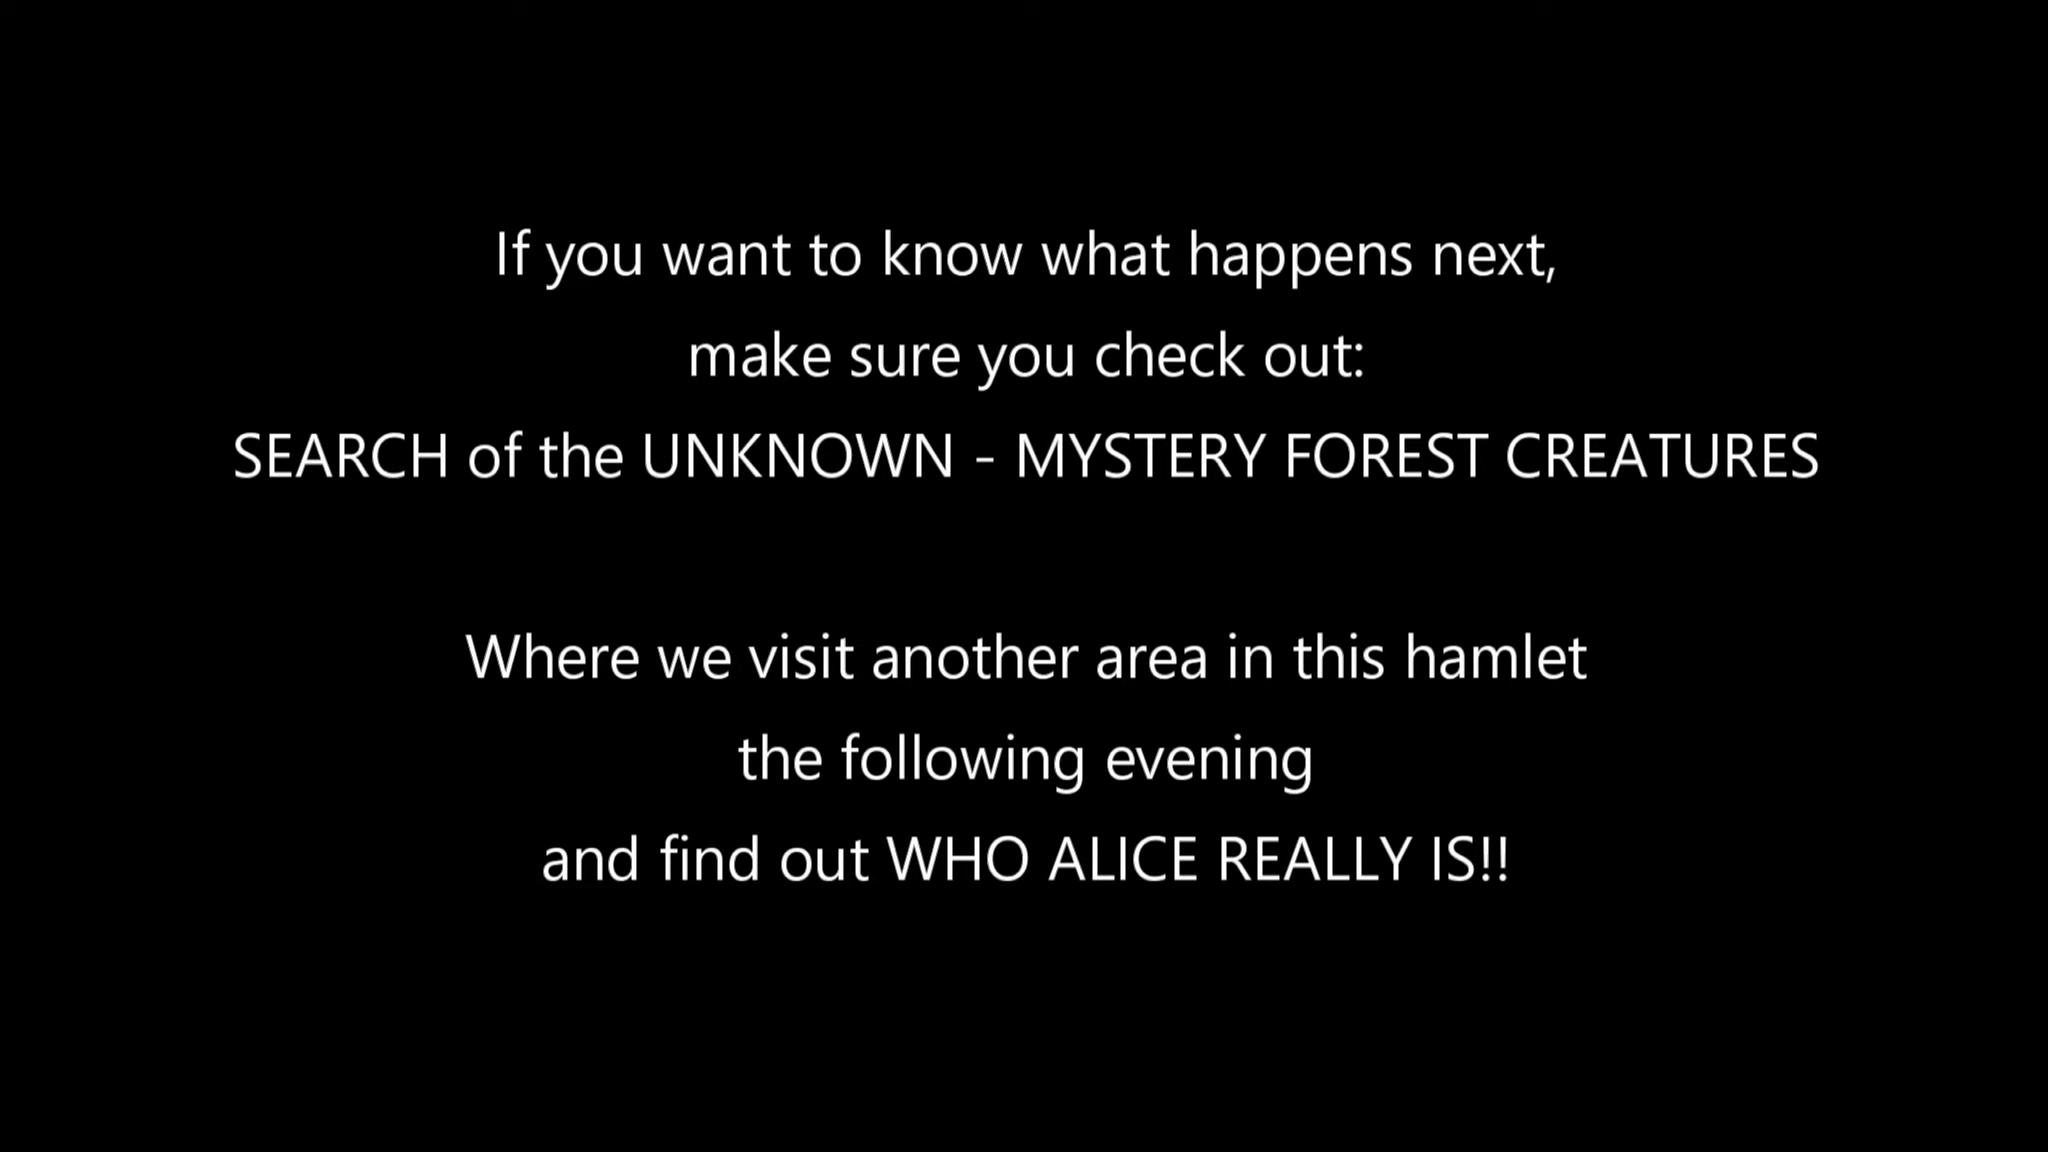 If you want to know what happens next,
make sure you check out:
SEARCH of the UNKNOWN - MYSTERY FOREST CREATURES
Where we visit another area in this hamlet
the following evening
and find out WHO ALICE REALLY IS!!